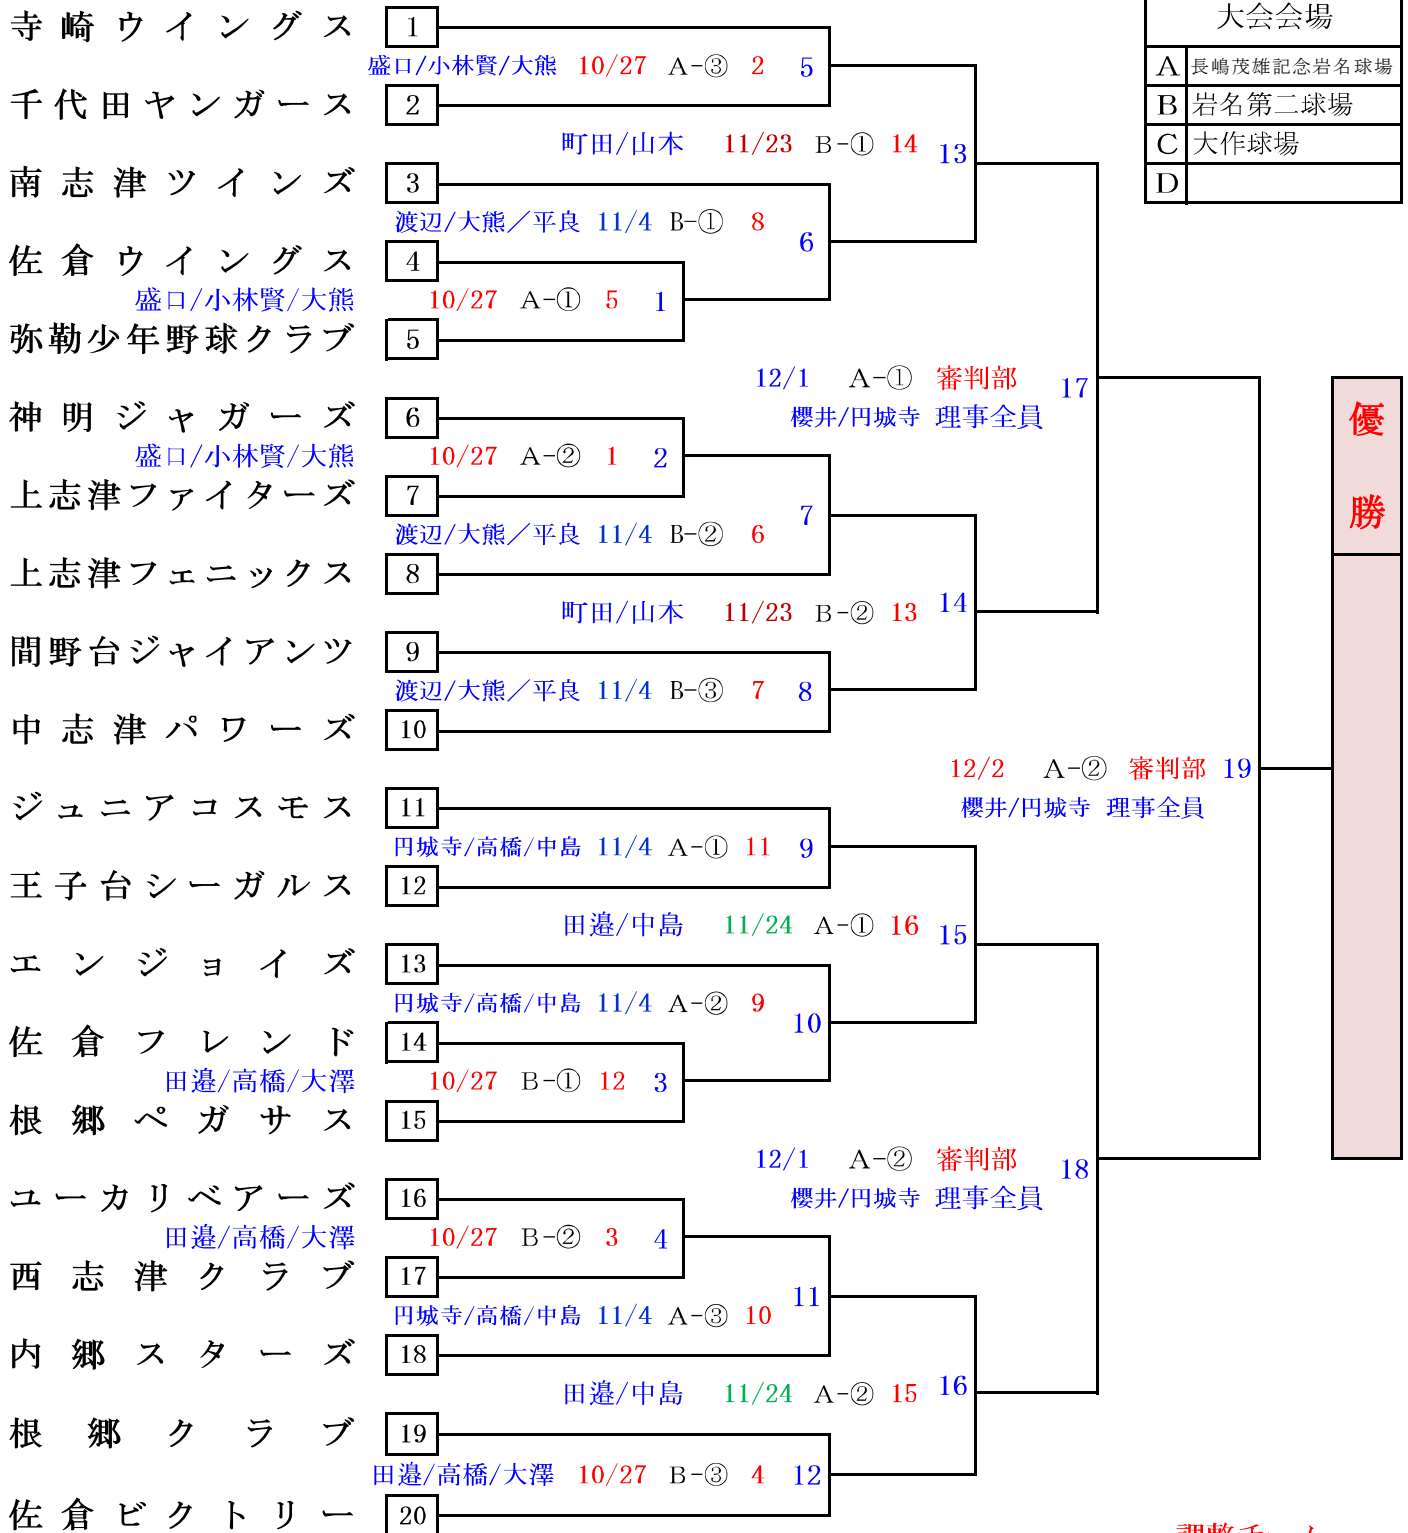 寺崎ウイングス 1
盛口/小林賢/大熊 10/27 A-③ 2 5
千代田ヤンガース 2
町田/山木 11/23 B-① 14 13
南志津ツインズ 3
渡辺/大熊／平良 11/4 B-① 8 6
佐倉ウイングス 4
盛口/小林賢/大熊 10/27 A-① 5 1
弥勒少年野球クラブ 5
12/1 A-① 審判部 17
櫻井/円城寺 理事全員
神明ジャガーズ 6
盛口/小林賢/大熊 10/27 A-② 1 2
上志津ファイターズ 7
渡辺/大熊／平良 11/4 B-② 6 7
上志津フェニックス 8
町田/山木 11/23 B-② 13 14
間野台ジャイアンツ 9
渡辺/大熊／平良 11/4 B-③ 7 8
中志津パワーズ 10
12/2 A-② 審判部 19
櫻井/円城寺 理事全員
ジュニアコスモス 11
円城寺/高橋/中島 11/4 A-① 11 9
王子台シーガルス 12
田邉/中島 11/24 A-① 16 15
エンジョイズ 13
円城寺/高橋/中島 11/4 A-② 9 10
佐倉フレンド 14
田邉/高橋/大澤 10/27 B-① 12 3
根郷ペガサス 15
12/1 A-② 審判部 18
櫻井/円城寺 理事全員
ユーカリベアーズ 16
田邉/高橋/大澤 10/27 B-② 3 4
西志津クラブ 17
円城寺/高橋/中島 11/4 A-③ 10 11
内郷スターズ 18
田邉/中島 11/24 A-② 15 16
根郷クラブ 19
田邉/高橋/大澤 10/27 B-③ 4 12
佐倉ビクトリー 20
大会会場
A 長嶋茂雄記念岩名球場
B 岩名第二球場
C 大作球場
D
優勝